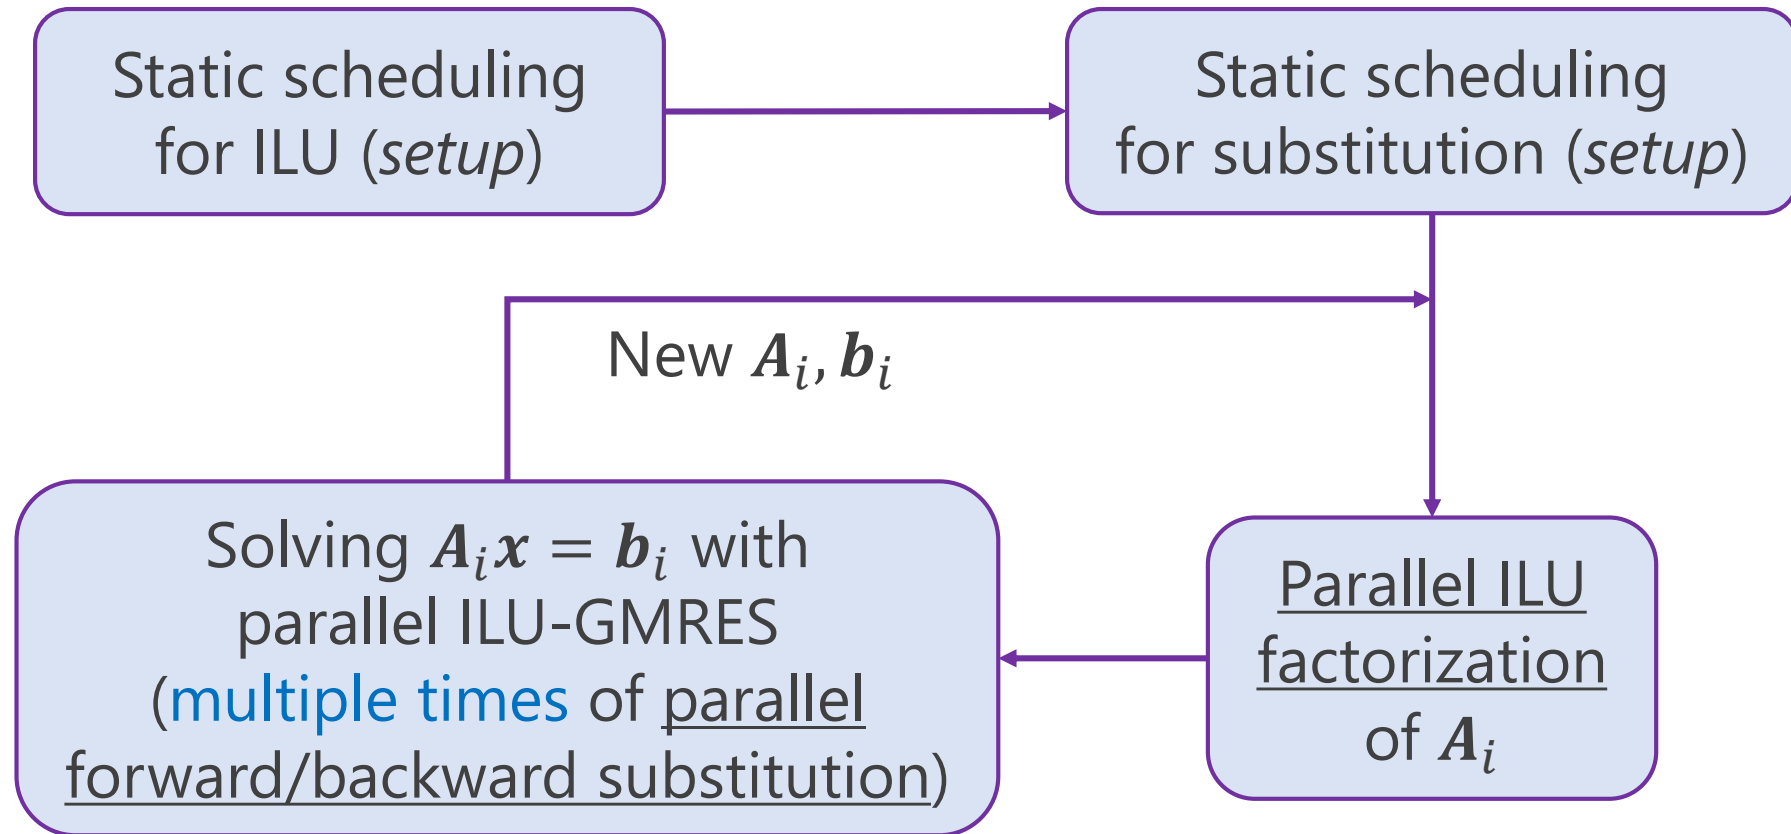 Static scheduling
for ILU (setup)
Static scheduling
for substitution (setup)
New 𝑨ᵢ, 𝒃ᵢ
Solving 𝑨ᵢ𝒙 = 𝒃ᵢ with
parallel ILU-GMRES
(multiple times of parallel
forward/backward substitution)
Parallel ILU
factorization
of 𝑨ᵢ